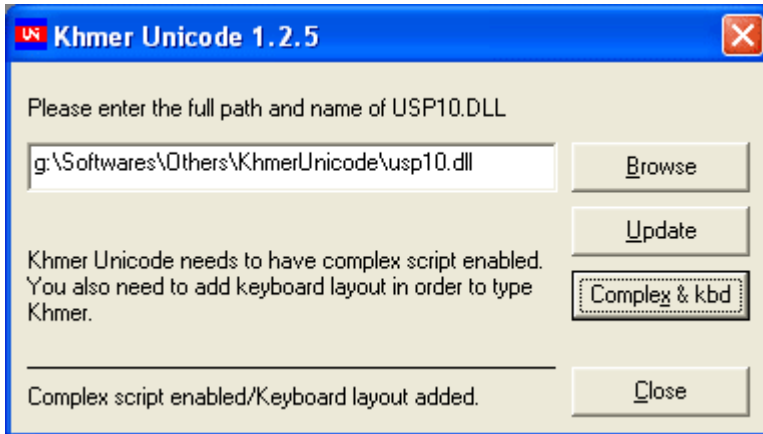 Khmer Unicode 1.2.5
Please enter the full path and name of USP10.DLL
g:\Softwares\Others\KhmerUnicode\usp10.dll
Browse
Update
Khmer Unicode needs to have complex script enabled.
You also need to add keyboard layout in order to type
Khmer.
Complex & kbd
Complex script enabled/Keyboard layout added.
Close